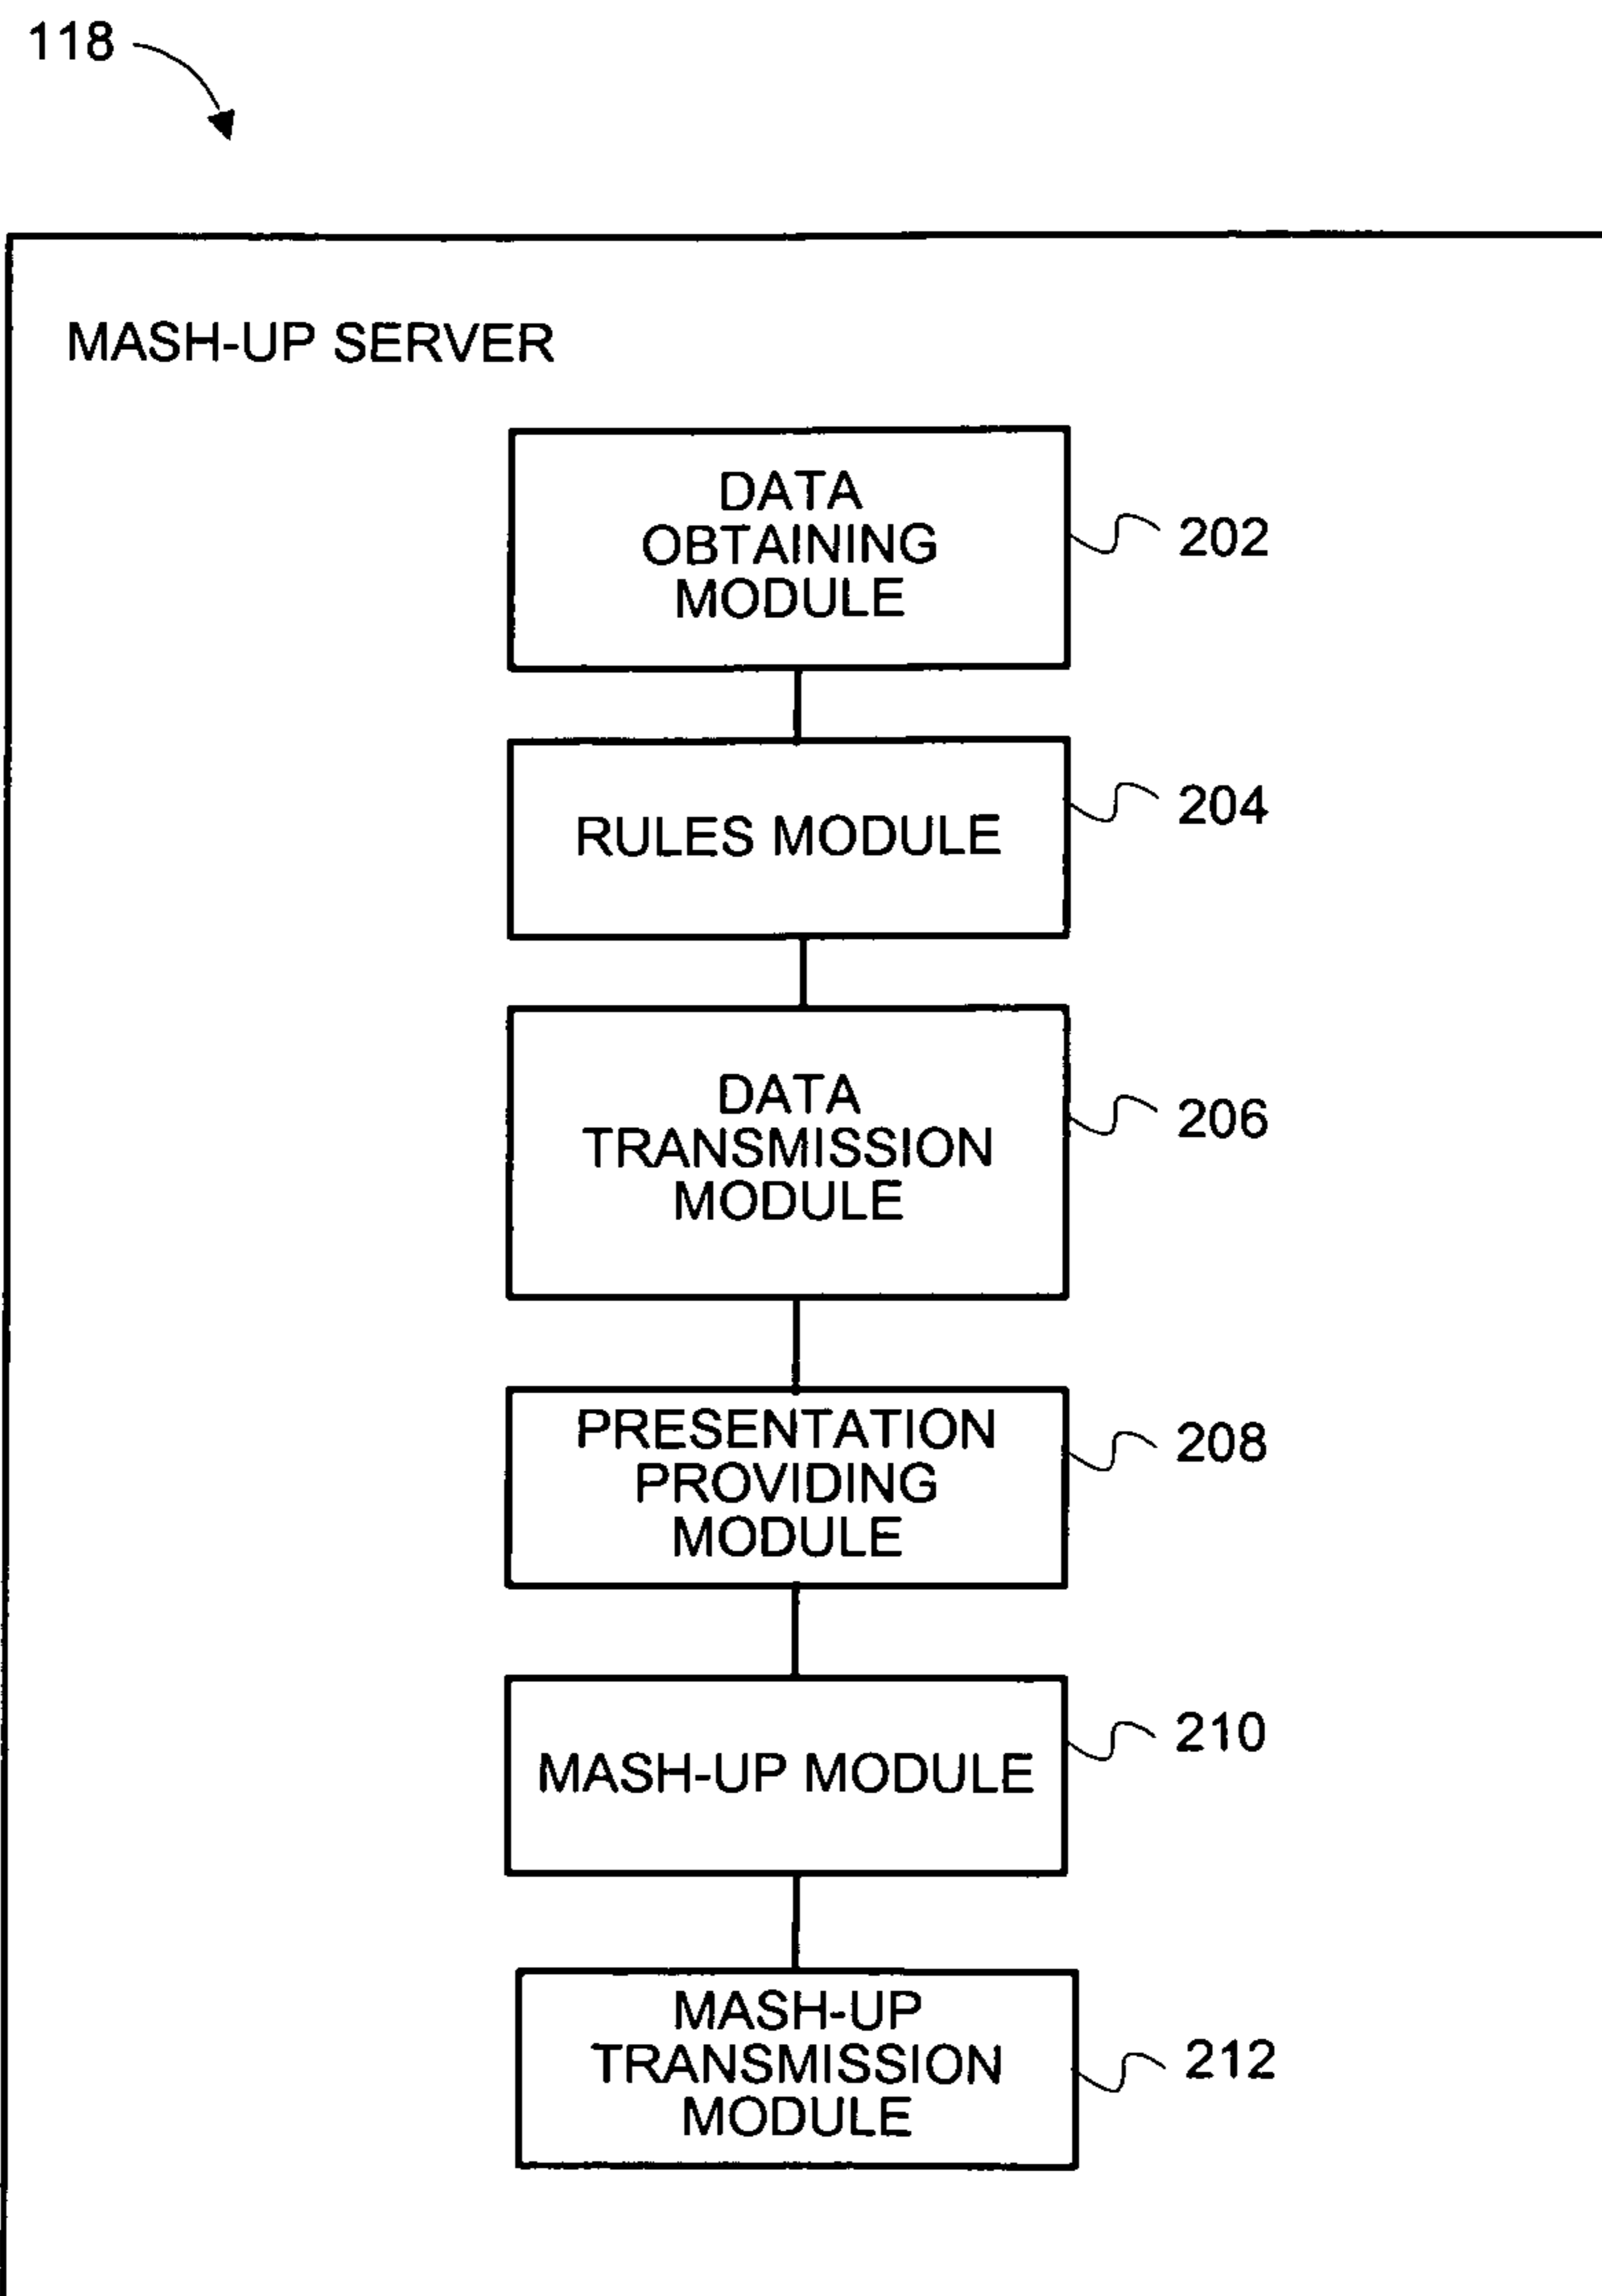 118
MASH-UP SERVER
DATA
OBTAINING
MODULE
202
RULES MODULE
204
DATA
TRANSMISSION
MODULE
206
PRESENTATION
PROVIDING
MODULE
208
MASH-UP MODULE
210
MASH-UP
TRANSMISSION
MODULE
212